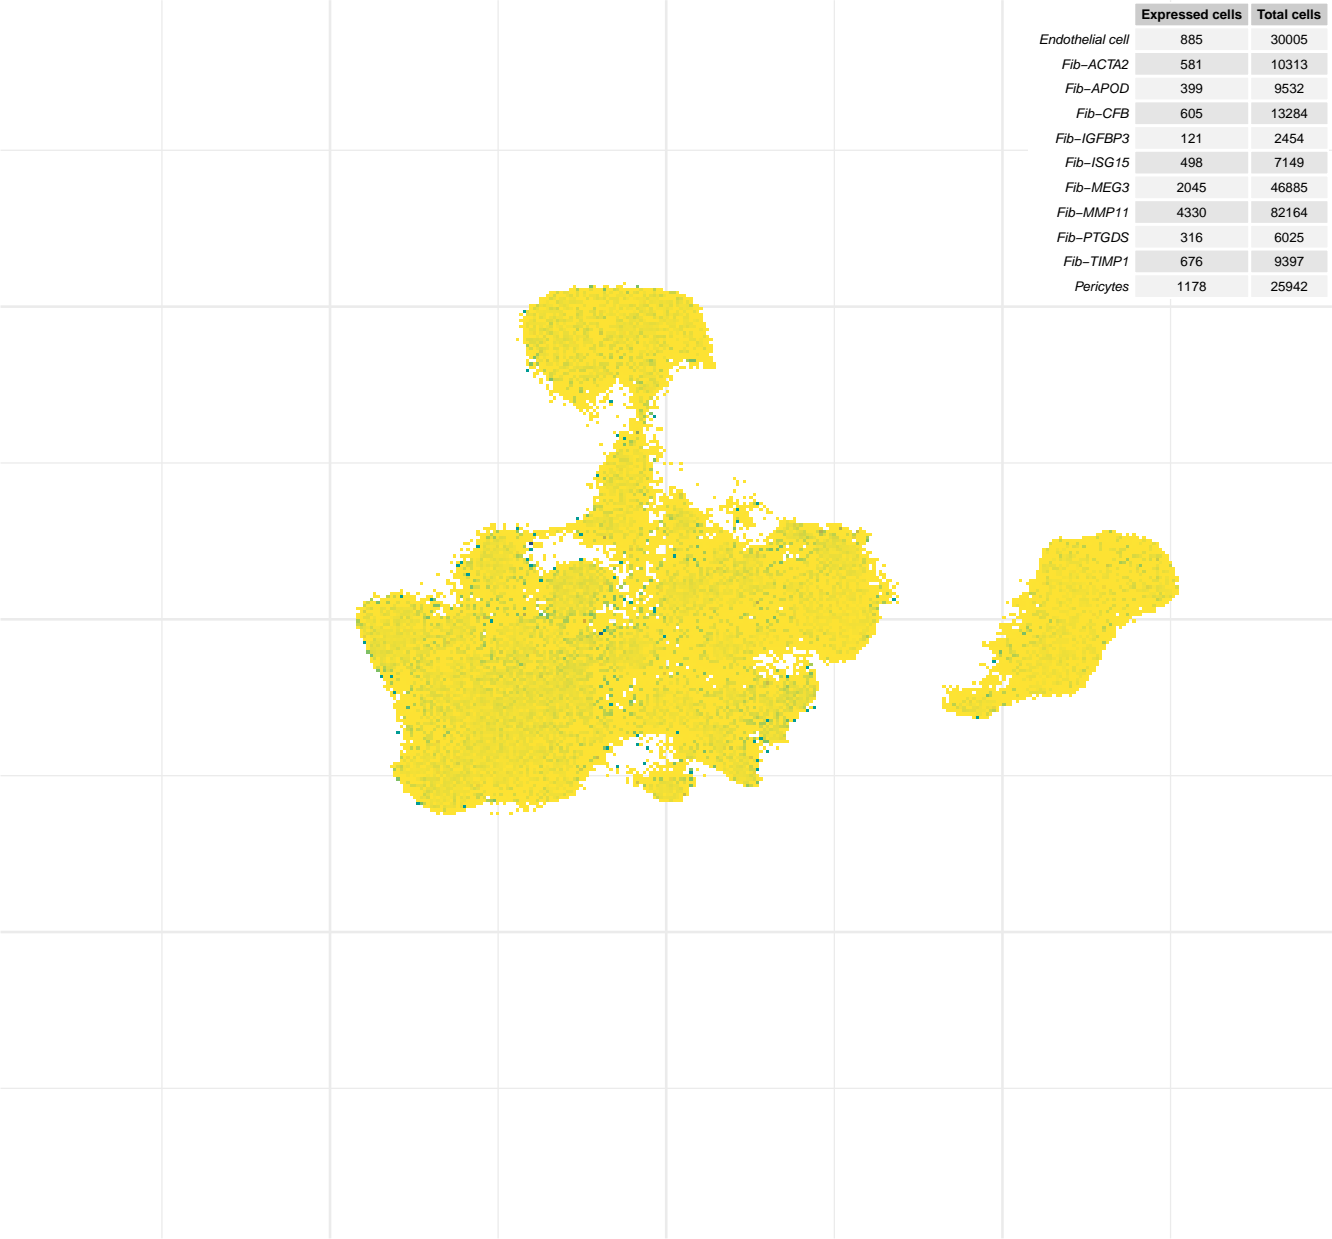 Expressed cells Total cells
Endothelial cell 885 30005
Fib−ACTA2 581 10313
Fib−APOD 399 9532
Fib−CFB 605 13284
Fib−IGFBP3 121 2454
Fib−ISG15 498 7149
Fib−MEG3 2045 46885
Fib−MMP11 4330 82164
Fib−PTGDS 316 6025
Fib−TIMP1 676 9397
Pericytes 1178 25942